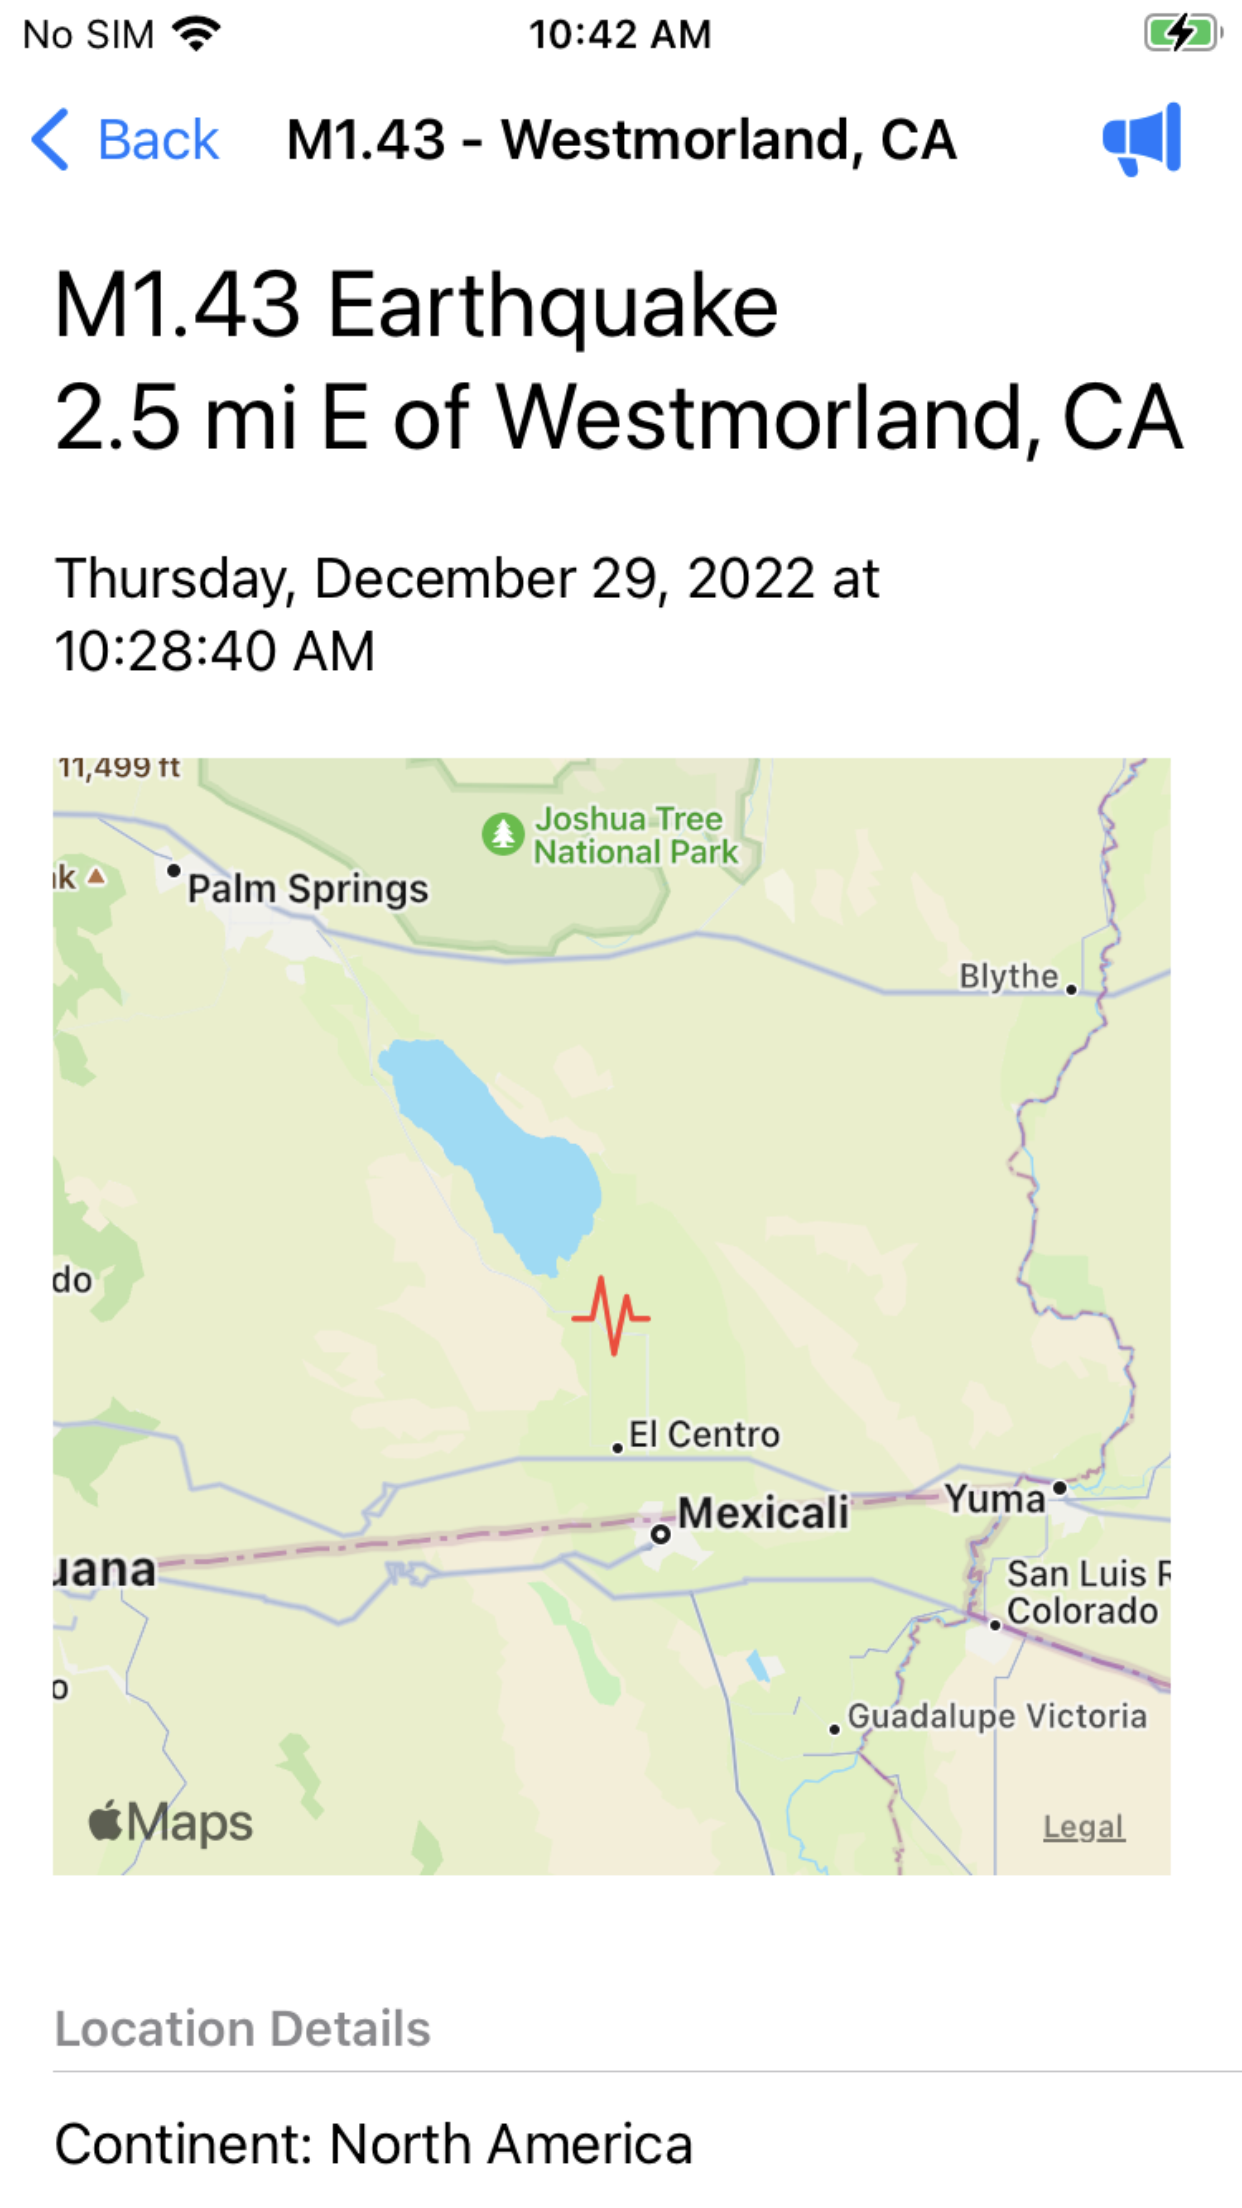 No SIM
10:42 AM
Back
M1.43 - Westmorland, CA
M1.43 Earthquake
2.5 mi E of Westmorland, CA
Thursday, December 29, 2022 at
10:28:40 AM
11,499 ft
Joshua Tree
National Park
k
Palm Springs
Blythe
do
El Centro
Mexicali
Yuma
uana
San Luis R
Colorado
o
Guadalupe Victoria
Maps
Legal
Location Details
Continent: North America